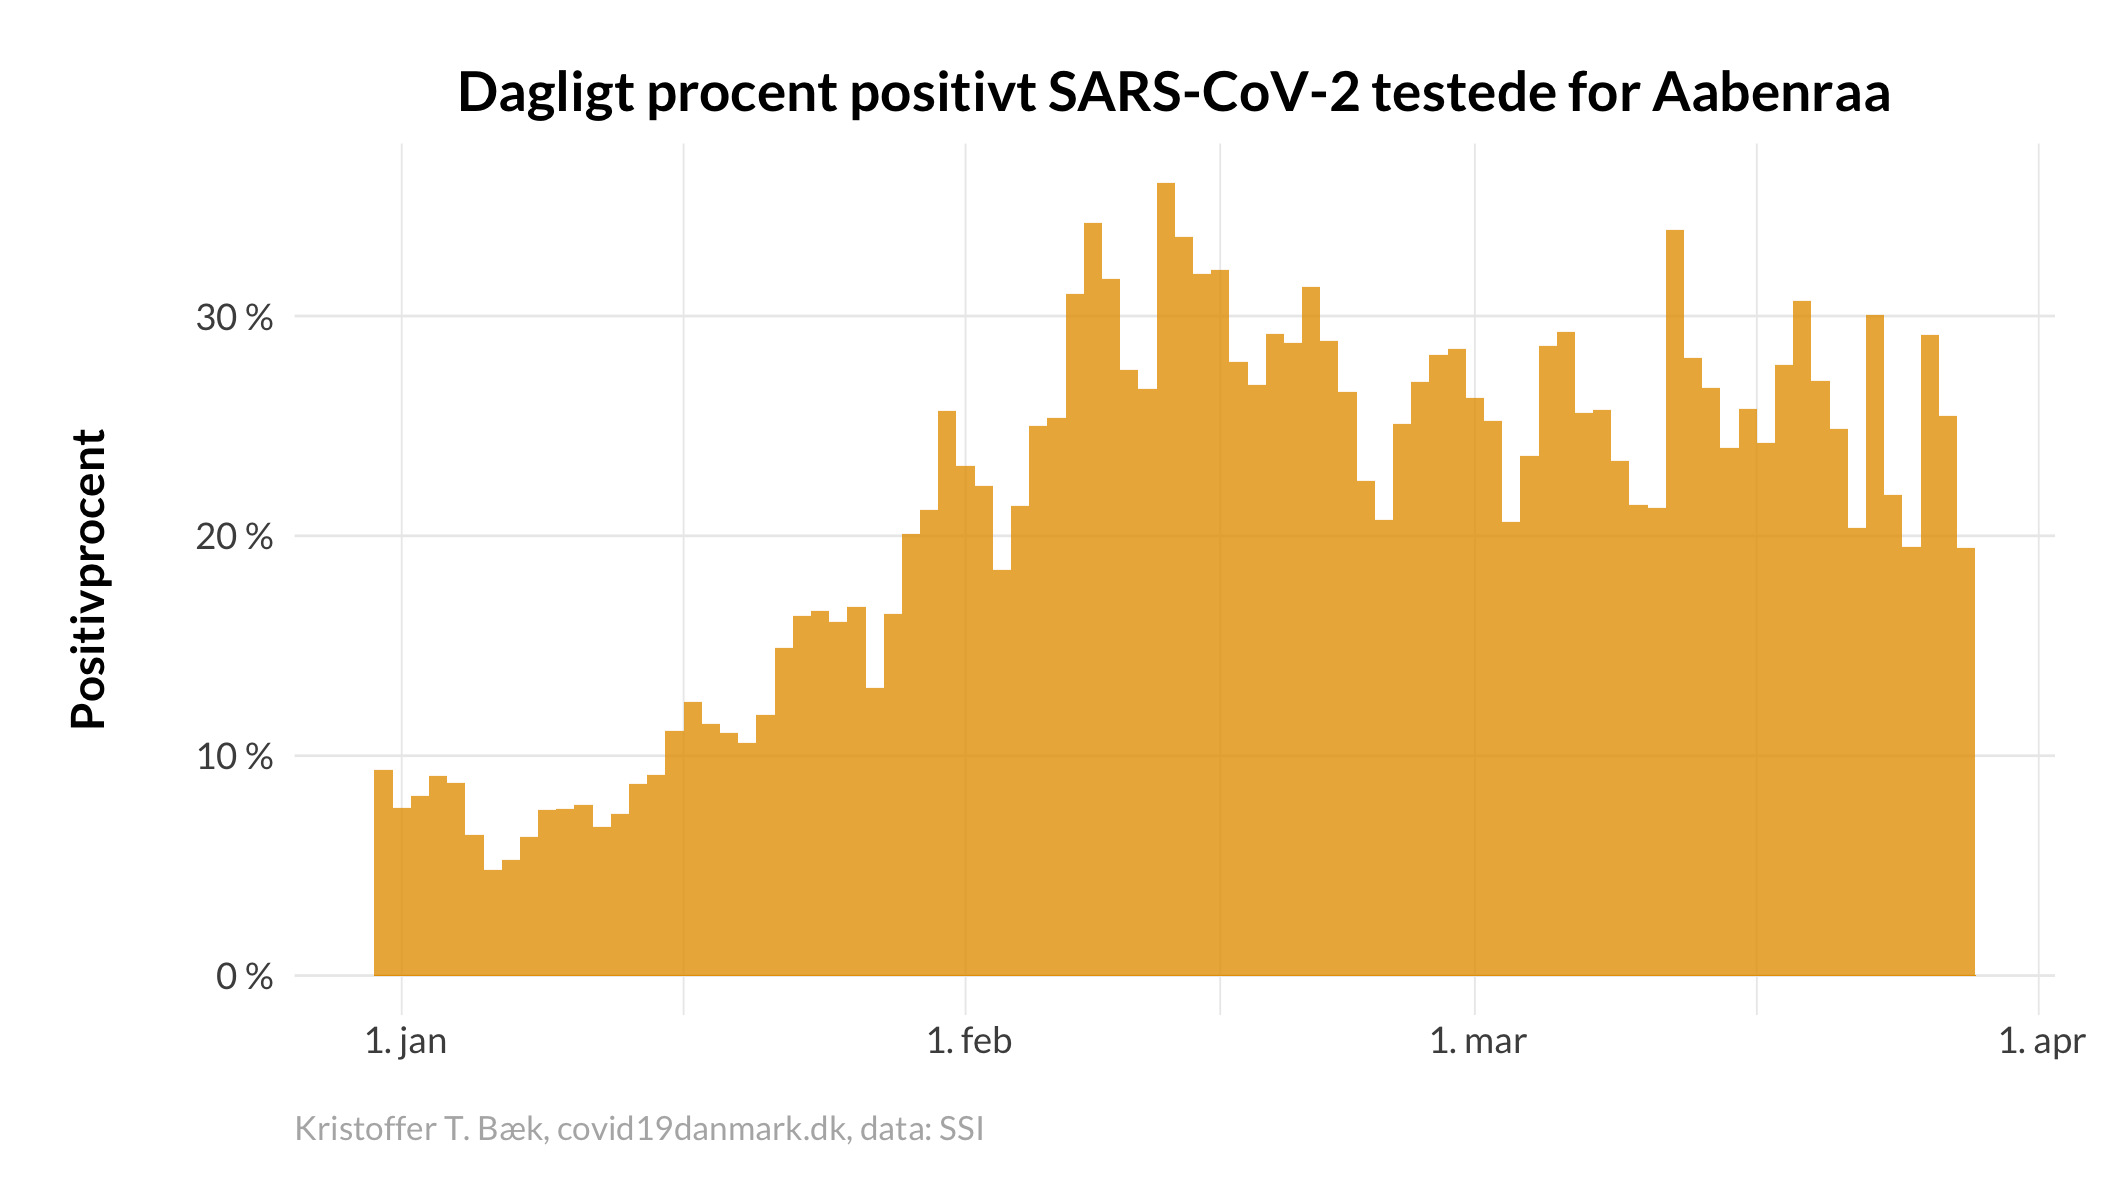 Dagligt procent positivt SARS-CoV-2 testede for Aabenraa
Positivprocent
30 %
20 %
10 %
0 %
1. jan
1. feb
1. mar
1. apr
Kristoffer T. Bæk, covid19danmark.dk, data: SSI